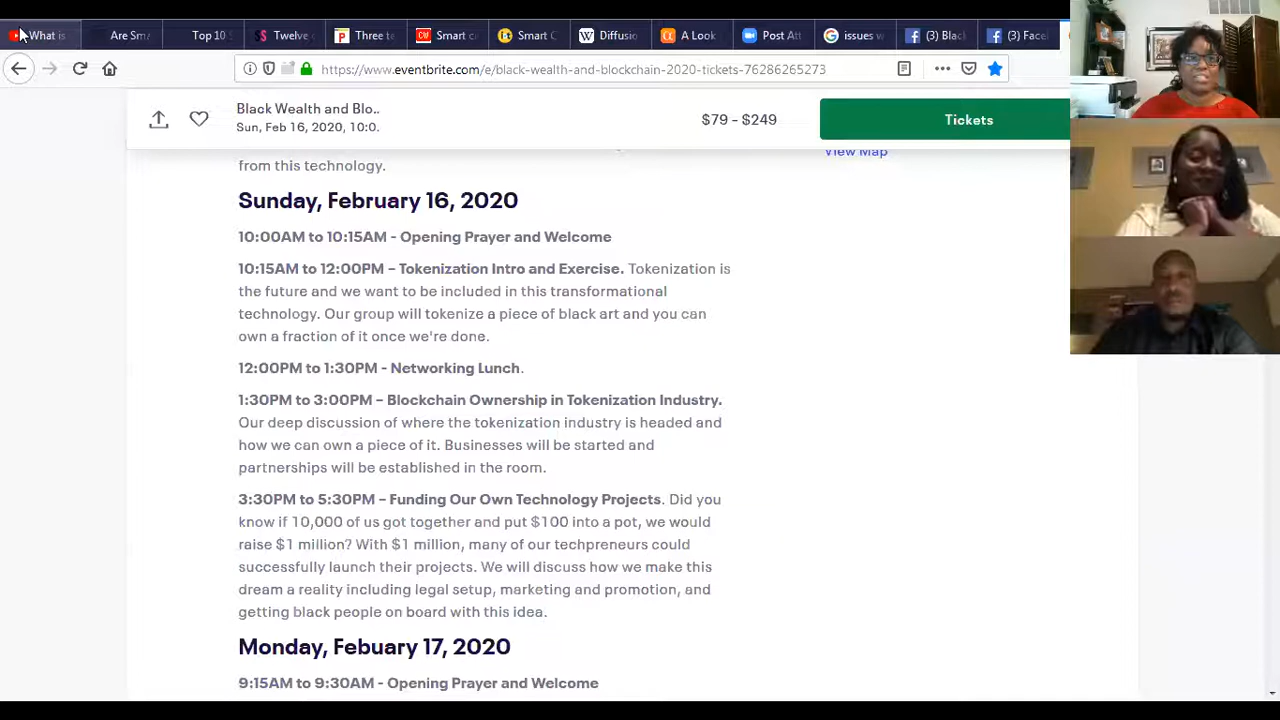 What is
Are Sma
Top 10
Twelve
Three te
Smart ca
Smart C
Diffusio
A Look
Post Att
issues w
(3) Black
(3) Facel
https://www.eventbrite.com/e/black-wealth-and-blockchain-2020-tickets-76286265273
Black Wealth and Blo..
Sun, Feb 16, 2020, 10:0.
$79 – $249
Tickets
View Map
from this technology.
Sunday, February 16, 2020
10:00AM to 10:15AM - Opening Prayer and Welcome
10:15AM to 12:00PM – Tokenization Intro and Exercise. Tokenization is
the future and we want to be included in this transformational
technology. Our group will tokenize a piece of black art and you can
own a fraction of it once we're done.
12:00PM to 1:30PM - Networking Lunch.
1:30PM to 3:00PM – Blockchain Ownership in Tokenization Industry.
Our deep discussion of where the tokenization industry is headed and
how we can own a piece of it. Businesses will be started and
partnerships will be established in the room.
3:30PM to 5:30PM – Funding Our Own Technology Projects. Did you
know if 10,000 of us got together and put $100 into a pot, we would
raise $1 million? With $1 million, many of our techpreneurs could
successfully launch their projects. We will discuss how we make this
dream a reality including legal setup, marketing and promotion, and
getting black people on board with this idea.
Monday, Febuary 17, 2020
9:15AM to 9:30AM - Opening Prayer and Welcome